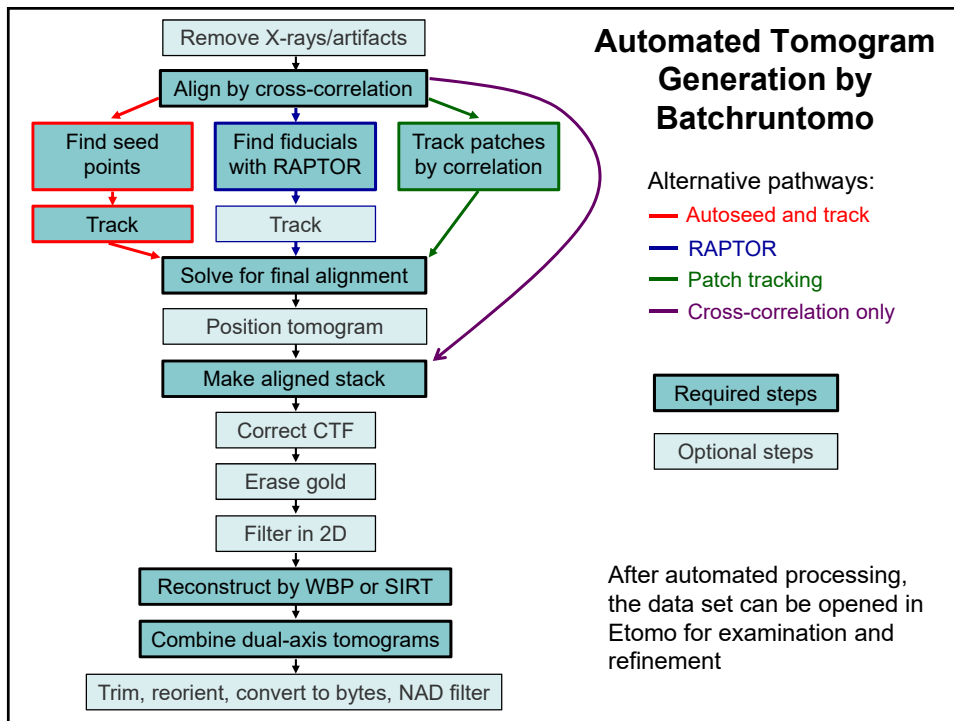 Automated Tomogram
Generation by
Batchruntomo
Remove X-rays/artifacts
Align by cross-correlation
Find seed
points
Find fiducials
with RAPTOR
Track patches
by correlation
Track
Track
Solve for final alignment
Position tomogram
Make aligned stack
Correct CTF
Erase gold
Filter in 2D
Reconstruct by WBP or SIRT
Combine dual-axis tomograms
Trim, reorient, convert to bytes, NAD filter
Alternative pathways:
Autoseed and track
RAPTOR
Patch tracking
Cross-correlation only
Required steps
Optional steps
After automated processing,
the data set can be opened in
Etomo for examination and
refinement